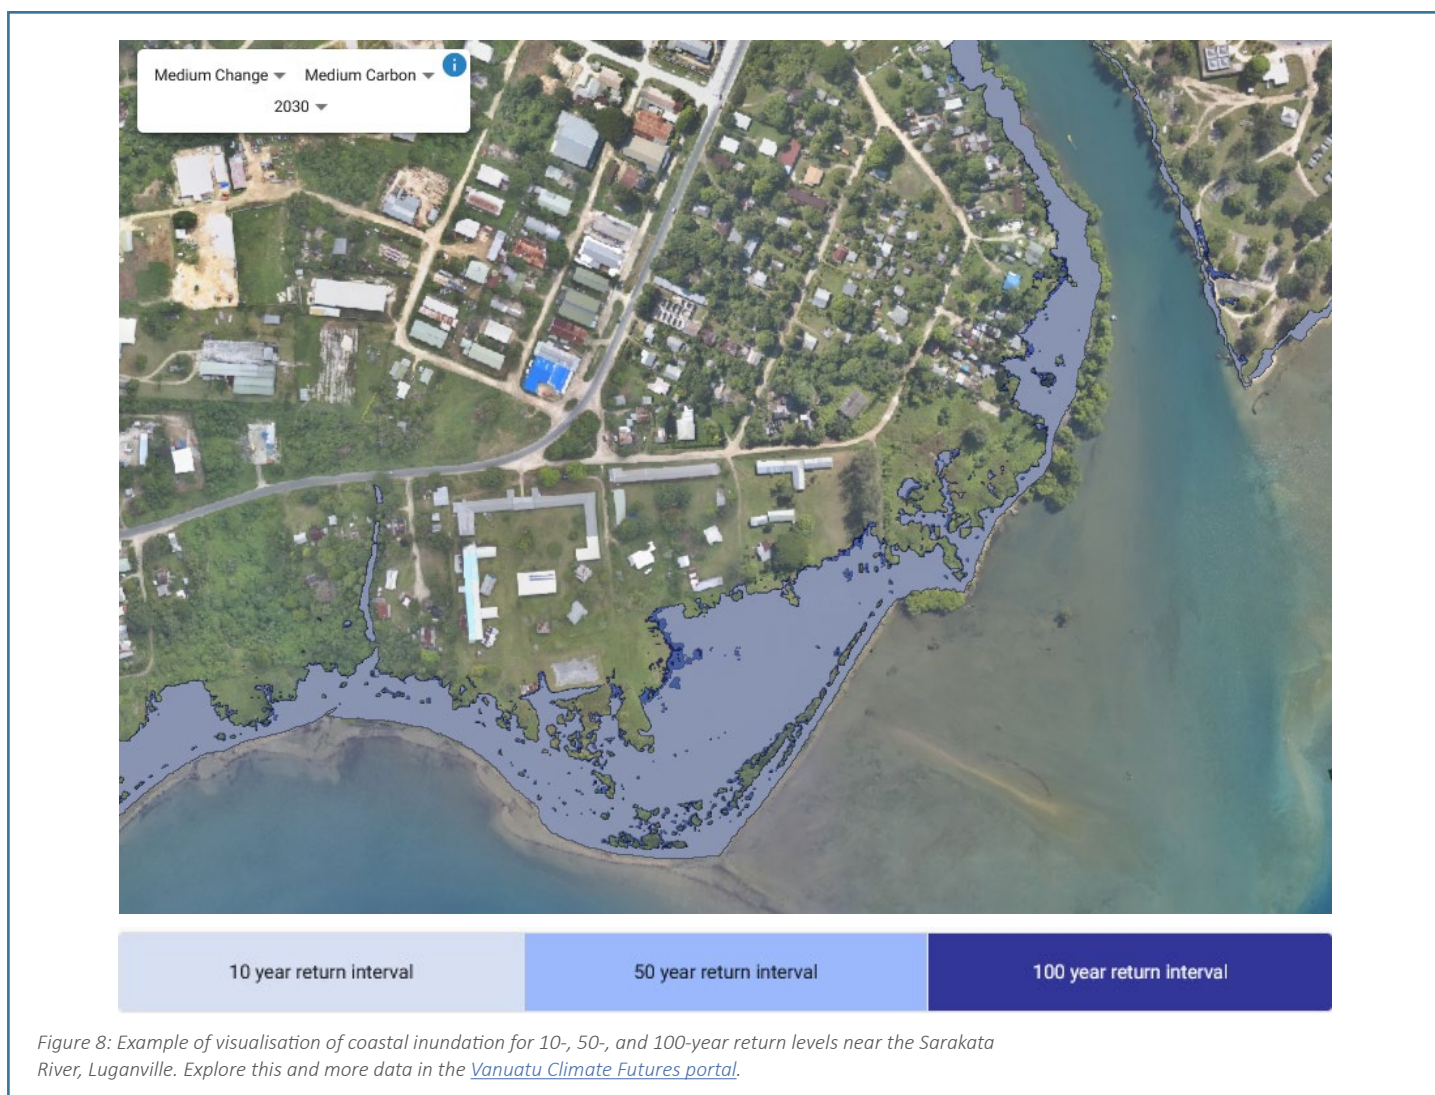 Medium Change Medium Carbon i
2030
10 year return interval 50 year return interval 100 year return interval
Figure 8: Example of visualisation of coastal inundation for 10-, 50-, and 100-year return levels near the Sarakata
River, Luganville. Explore this and more data in the Vanuatu Climate Futures portal.